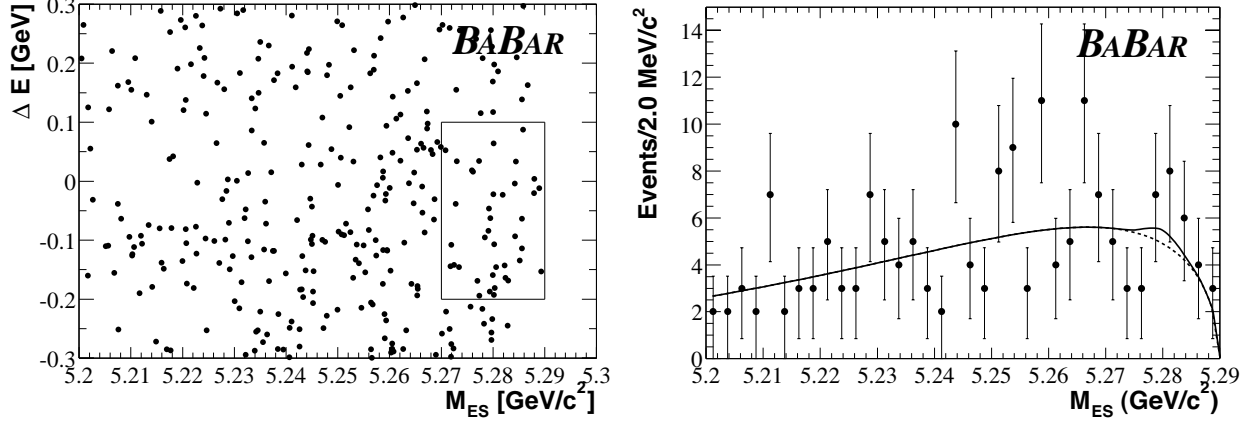 Δ E [GeV]
0.3
0.2
0.1
0
-0.1
-0.2
-0.3
BABAR
5.2 5.21 5.22 5.23 5.24 5.25 5.26 5.27 5.28 5.29 5.3
M_ES [GeV/c²]
Events/2.0 MeV/c²
14
12
10
8
6
4
2
0
BABAR
5.2 5.21 5.22 5.23 5.24 5.25 5.26 5.27 5.28 5.29
M_ES (GeV/c²)